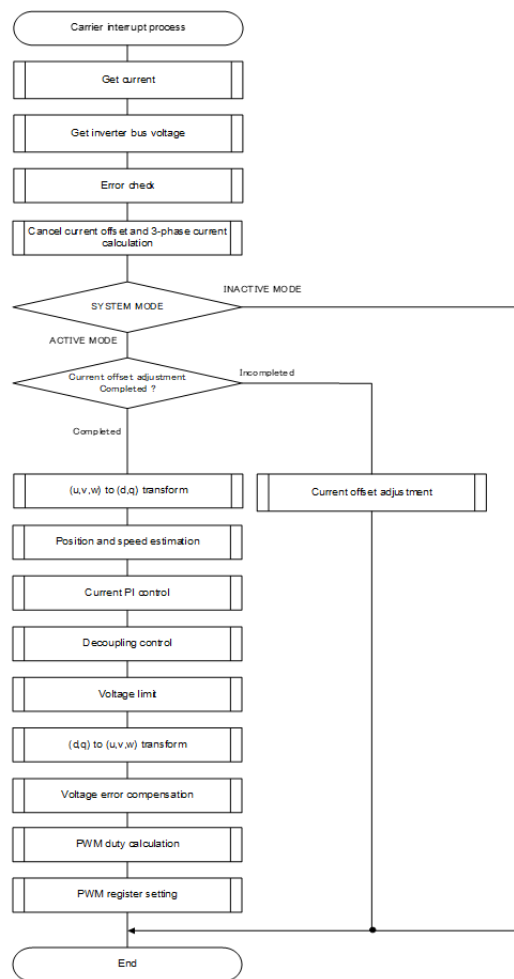 Carrier interrupt process
Get current
Get inverter bus voltage
Error check
Cancel current offset and 3-phase current
calculation
INACTIVE MODE
SYSTEM MODE
ACTIVE MODE
Current offset adjustment
Completed ?
Incompleted
Completed
(u,v,w) to (d,q) transform
Current offset adjustment
Position and speed estimation
Current PI control
Decoupling control
Voltage limit
(d,q) to (u,v,w) transform
Voltage error compensation
PWM duty calculation
PWM register setting
End